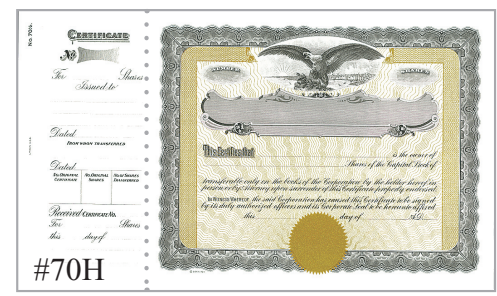 No. 70H.
CERTIFICATE
No
For Shares
Issued to
Dated
FROM WHOM TRANSFERRED
Dated
No. ORIGINAL CERTIFICATE
No. ORIGINAL SHARES
No. OF SHARES TRANSFERRED
Received CERTIFICATE No.
For Shares
this day of
#70H
NUMBER
SHARES
This Certifies that
is the owner of
Shares of the Capital Stock of
transferable only on the books of the Corporation by the holder hereof in
person or by Attorney upon surrender of this Certificate properly endorsed.
IN WITNESS WHEREOF, the said Corporation has caused this Certificate to be signed
by its duly authorized officers and its Corporate Seal to be hereunto affixed
this day of A.D.